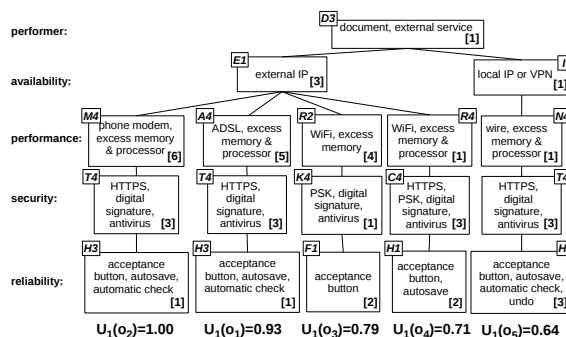 performer:
D3
document, external service
[1]
availability:
E1
external IP
[3]
local IP or VPN
[1]
performance:
M4
phone modem,
excess memory
& processor
[6]
A4
ADSL, excess
memory &
processor
[5]
R2
WiFi, excess
memory
[4]
R4
WiFi, excess
memory &
processor
[1]
N4
wire, excess
memory &
processor
[1]
security:
T4
HTTPS,
digital
signature,
antivirus
[3]
T4
HTTPS,
digital
signature,
antivirus
[3]
K4
PSK, digital
signature,
antivirus
[1]
C4
HTTPS,
PSK, digital
signature,
antivirus
[3]
T4
HTTPS,
digital
signature,
antivirus
[3]
reliability:
H3
acceptance
button, autosave,
automatic check
[1]
H3
acceptance
button, autosave,
automatic check
[1]
F1
acceptance
button
[2]
H1
acceptance
button,
autosave
[2]
acceptance
button, autosave,
automatic check,
undo
[3]
U1(o2)=1.00
U1(o1)=0.93
U1(o3)=0.79
U1(o4)=0.71
U1(o5)=0.64